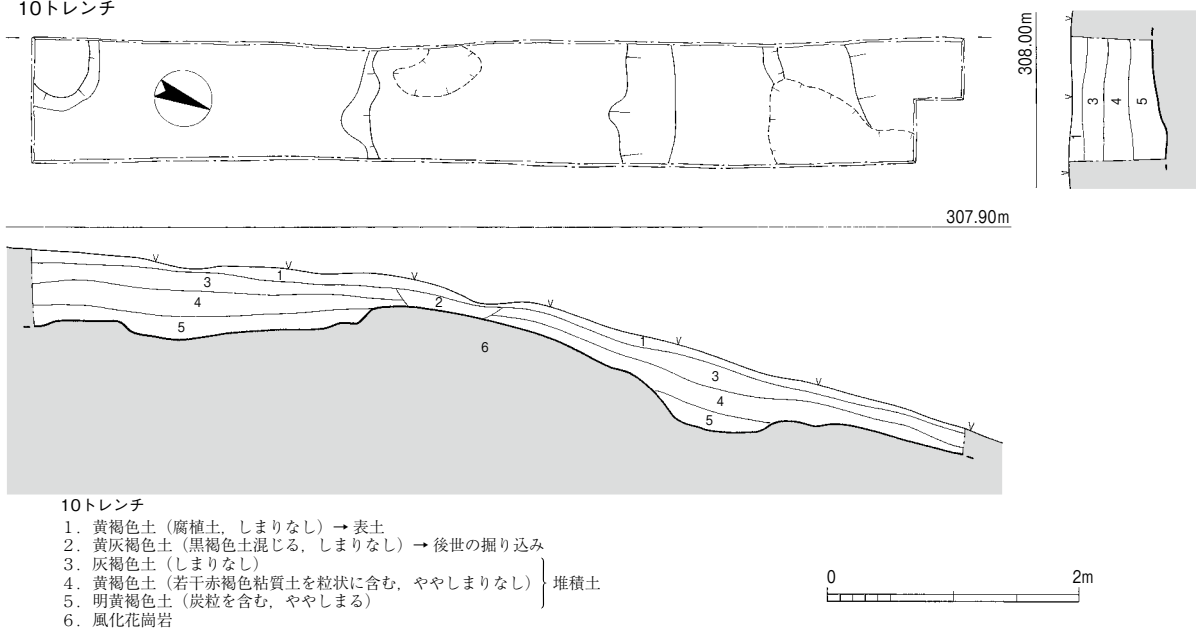 10トレンチ
308.00m
3
4
5
307.90m
1
3
2
4
5
6
1
3
4
5
10トレンチ
1．黄褐色土（腐植土，しまりなし）→ 表土
2．黄灰褐色土（黒褐色土混じる，しまりなし）→ 後世の掘り込み
3．灰褐色土（しまりなし）
4．黄褐色土（若干赤褐色粘質土を粒状に含む，ややしまりなし） 堆積土
5．明黄褐色土（炭粒を含む，ややしまる）
6．風化花崗岩
0 2m